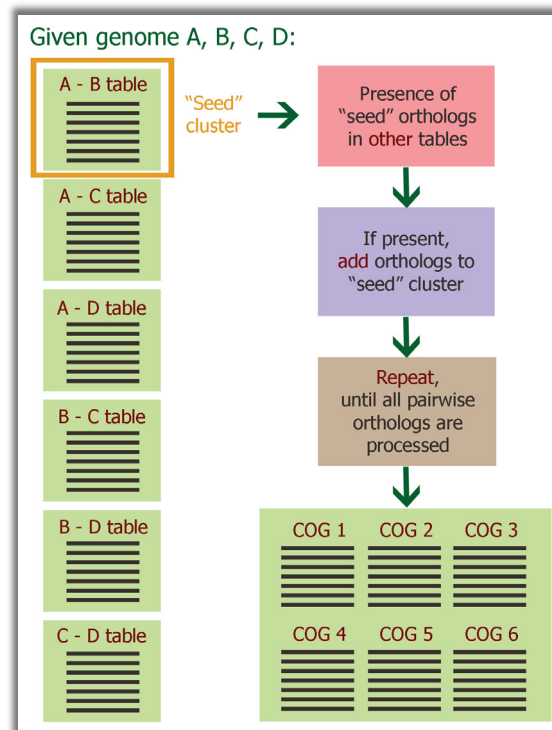 Given genome A, B, C, D:
A - B table
"Seed"
cluster
A - C table
A - D table
B - C table
B - D table
C - D table
Presence of
"seed" orthologs
in other tables
If present,
add orthologs to
"seed" cluster
Repeat,
until all pairwise
orthologs are
processed
COG 1 COG 2 COG 3
COG 4 COG 5 COG 6